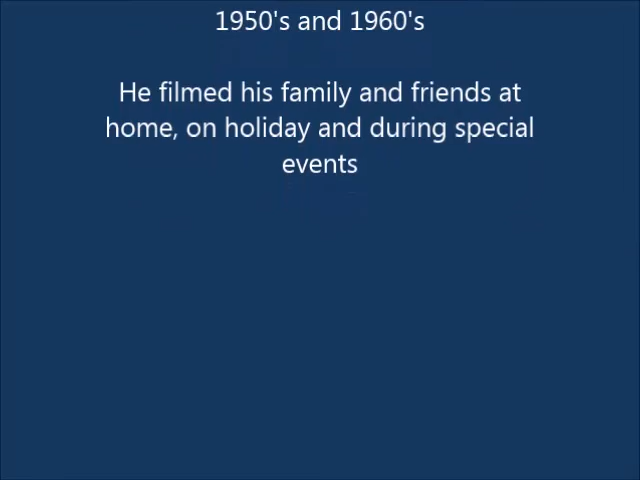 1950's and 1960's
He filmed his family and friends at
home, on holiday and during special
events